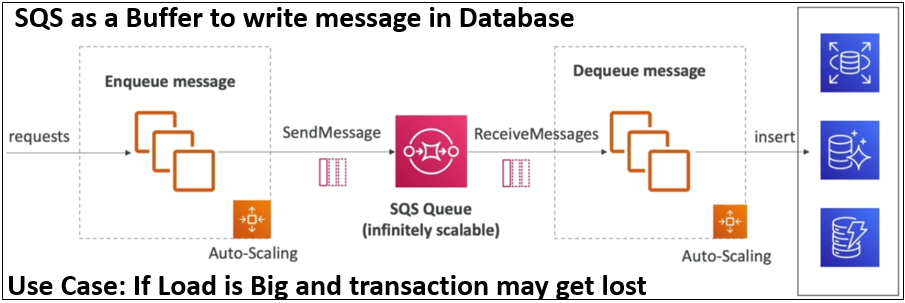 SQS as a Buffer to write message in Database
Enqueue message
Dequeue message
requests
SendMessage
ReceiveMessages
insert
SQS Queue
(infinitely scalable)
Auto-Scaling
Auto-Scaling
Use Case: If Load is Big and transaction may get lost